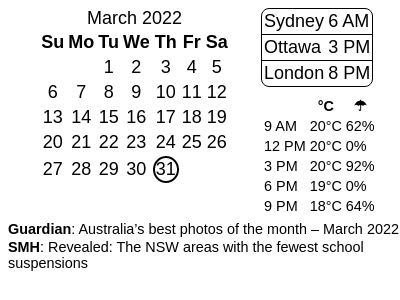 March 2022
Su Mo Tu We Th Fr Sa
1 2 3 4 5
6 7 8 9 10 11 12
13 14 15 16 17 18 19
20 21 22 23 24 25 26
27 28 29 30 31
Sydney 6 AM
Ottawa 3 PM
London 8 PM
°C ☂
9 AM 20°C 62%
12 PM 20°C 0%
3 PM 20°C 92%
6 PM 19°C 0%
9 PM 18°C 64%
Guardian: Australia’s best photos of the month – March 2022
SMH: Revealed: The NSW areas with the fewest school
suspensions